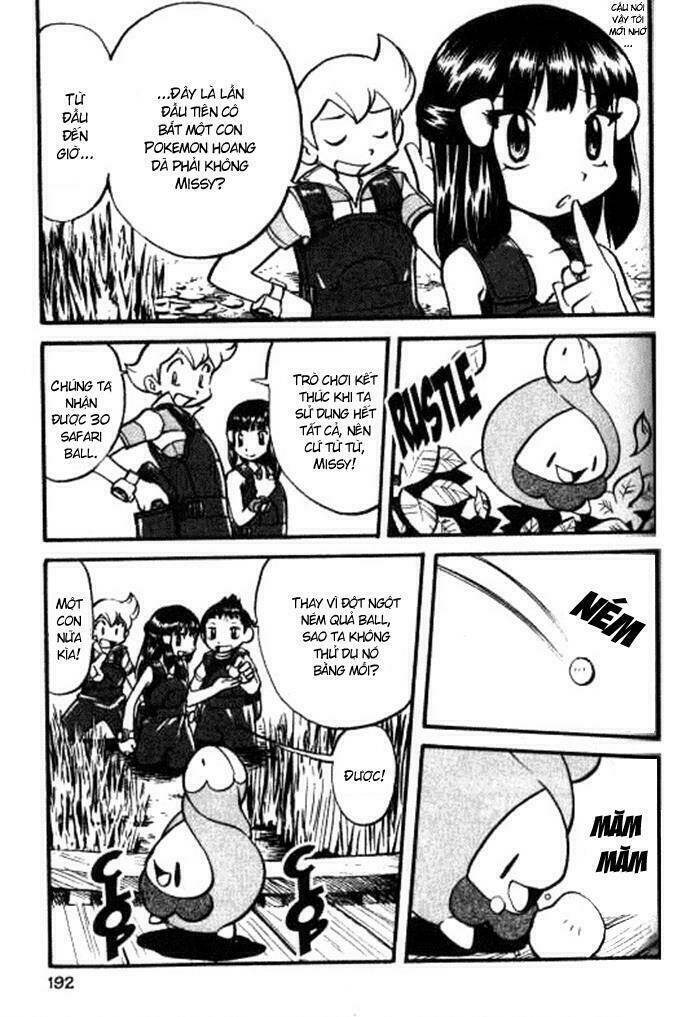 CẬU NÓI
VẬY TÔI
MỚI NHỚ
...
...ĐÂY LÀ LẦN
ĐẦU TIÊN CÔ
BẮT MỘT CON
POKEMON HOANG
DÃ PHẢI KHÔNG
MISSY?
TỪ
ĐẦU
ĐẾN
GIỜ...
CHÚNG TA
NHẬN
ĐƯỢC 30
SAFARI
BALL.
TRÒ CHƠI KẾT
THÚC KHI TA
SỬ DỤNG HẾT
TẤT CẢ, NÊN
CỨ TỪ TỪ,
MISSY!
RUSTLE
MỘT
CON
NỮA
KÌA!
THAY VÌ ĐỘT NGỘT
NÉM QUẢ BALL,
SAO TA KHÔNG
THỬ DỤ NÓ
BẰNG MỒI?
ĐƯỢC!
CLOP
CLOP
NÉM
MĂM
MĂM
192